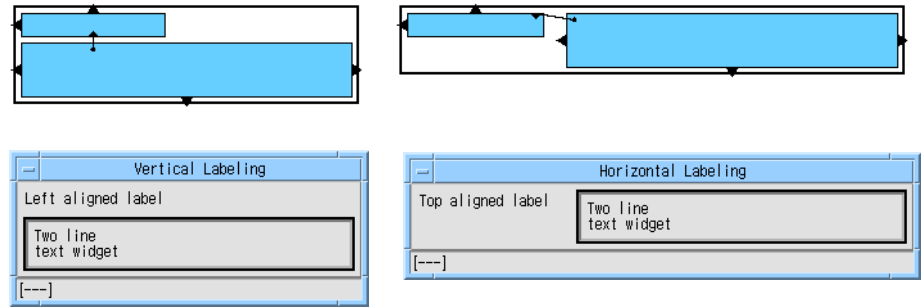 Vertical Labeling
Left aligned label
Two line
text widget
[---]
Horizontal Labeling
Top aligned label
Two line
text widget
[---]